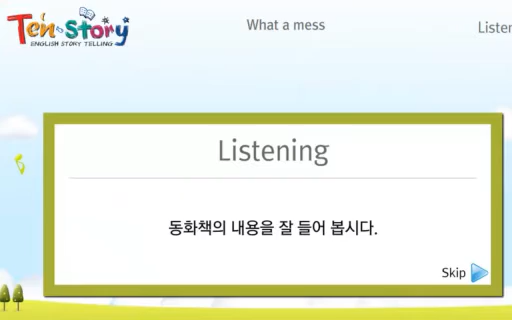 Ten Story
ENGLISH STORY TELLING
What a mess
Listen
Listening
동화책의 내용을 잘 들어 봅시다.
Skip